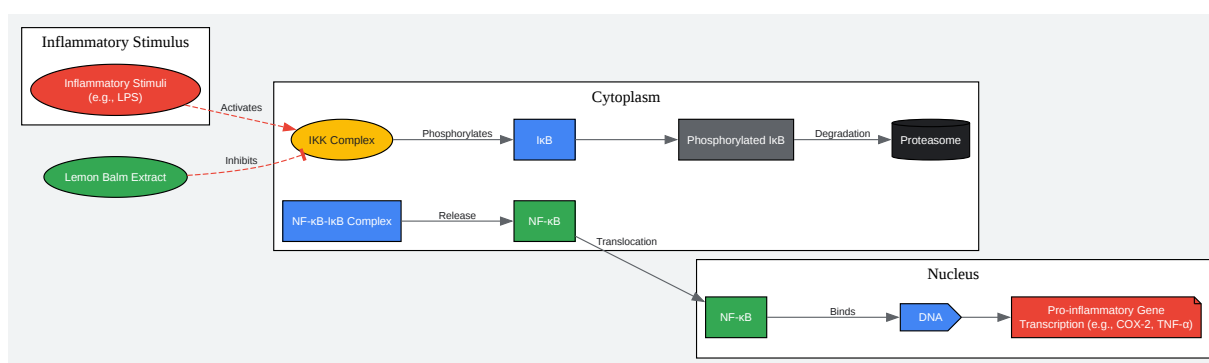 Inflammatory Stimulus
Inflammatory Stimuli
(e.g., LPS)
Activates
Lemon Balm Extract
Inhibits
Cytoplasm
IKK Complex
Phosphorylates
IκB
Phosphorylated IκB
Degradation
Proteasome
NF-κB-IκB Complex
Release
NF-κB
Translocation
Nucleus
NF-κB
Binds
DNA
Pro-inflammatory Gene
Transcription (e.g., COX-2, TNF-α)